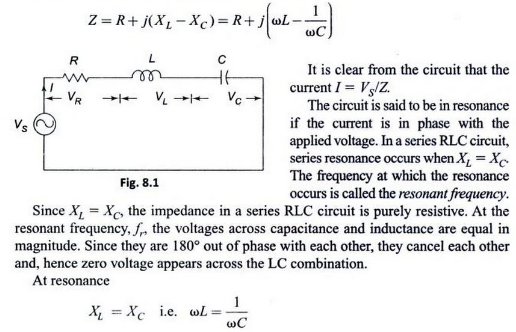 Z = R + j(X_L – X_C) = R + j(ωL – 1/ωC)
R L C
I V_R V_L V_C
V_S
Fig. 8.1
It is clear from the circuit that the
current I = V_S/Z.
The circuit is said to be in resonance
if the current is in phase with the
applied voltage. In a series RLC circuit,
series resonance occurs when X_L = X_C.
The frequency at which the resonance
occurs is called the resonant frequency.
Since X_L = X_C, the impedance in a series RLC circuit is purely resistive. At the
resonant frequency, f_r, the voltages across capacitance and inductance are equal in
magnitude. Since they are 180° out of phase with each other, they cancel each other
and, hence zero voltage appears across the LC combination.
At resonance
X_L = X_C i.e. ωL = 1/ωC